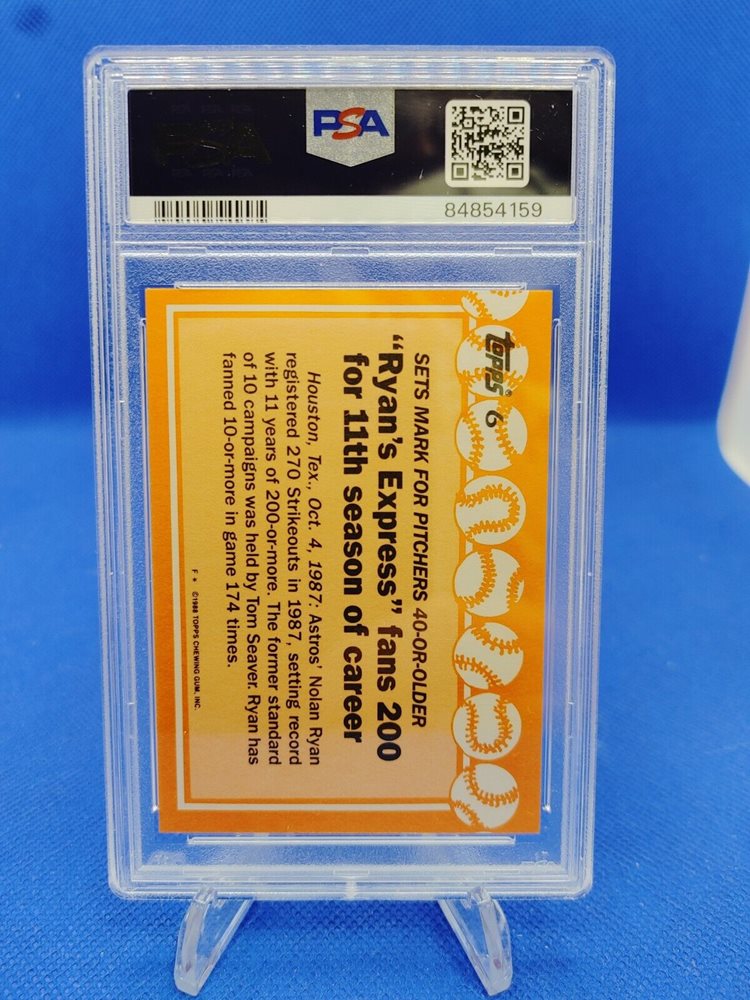 PSA
84854159
topps® 6
SETS MARK FOR PITCHERS 40-OR-OLDER
"Ryan's Express" fans 200
for 11th season of career
Houston, Tex., Oct. 4, 1987: Astros' Nolan Ryan
registered 270 Strikeouts in 1987, setting record
with 11 years of 200-or-more. The former standard
of 10 campaigns was held by Tom Seaver. Ryan has
fanned 10-or-more in game 174 times.
F * ©1988 TOPPS CHEWING GUM, INC.